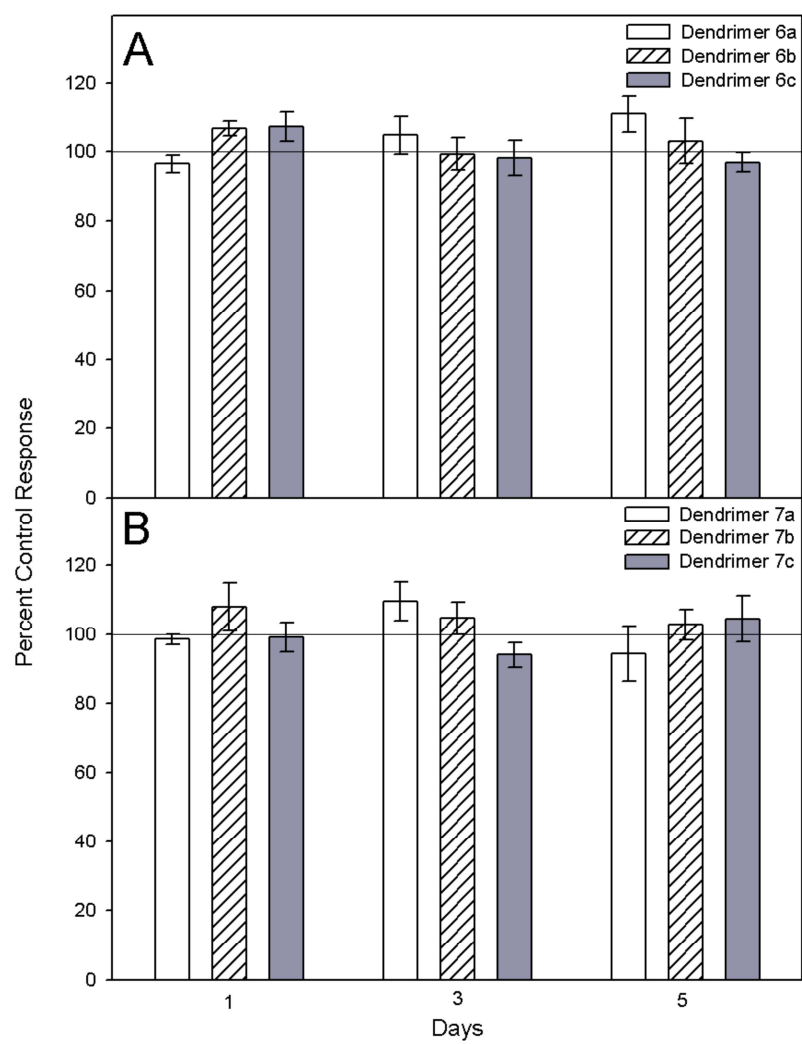 A
Dendrimer 6a
Dendrimer 6b
Dendrimer 6c
120
100
80
60
40
20
0
B
Dendrimer 7a
Dendrimer 7b
Dendrimer 7c
120
100
80
60
40
20
0
Percent Control Response
1 3 5
Days